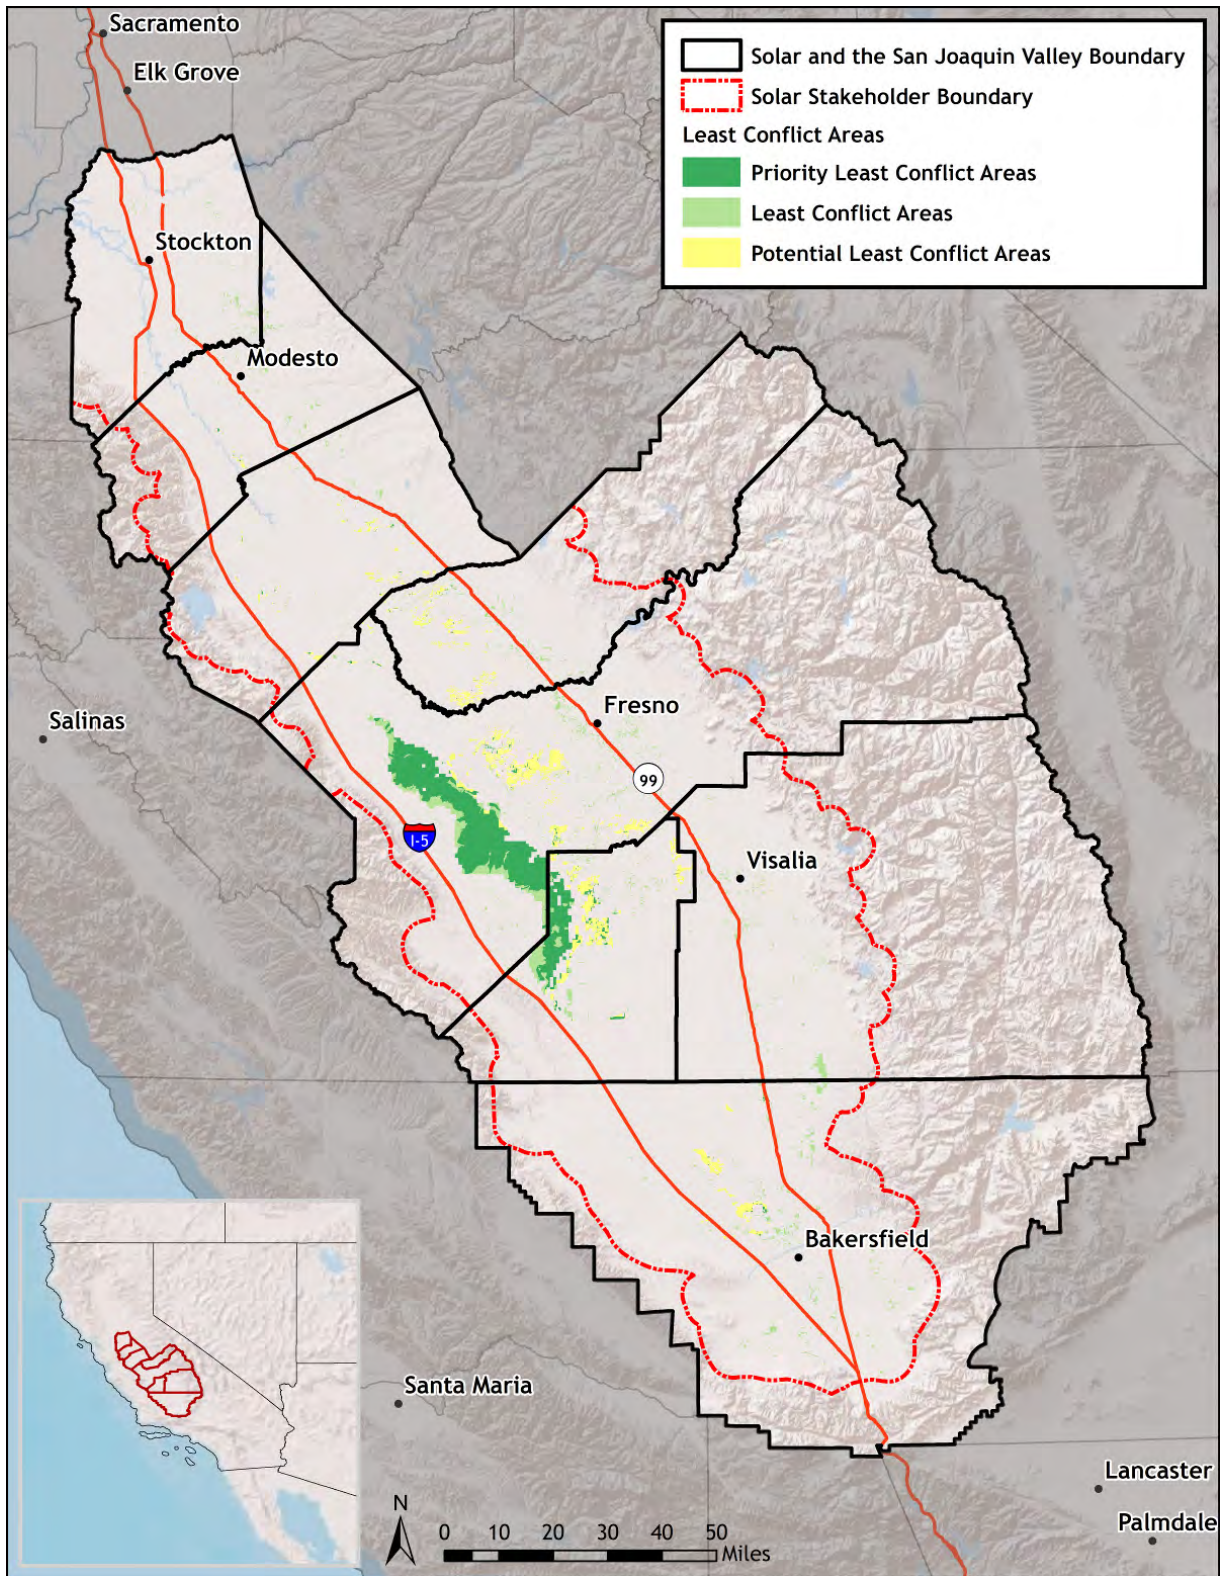 Sacramento
Elk Grove
Solar and the San Joaquin Valley Boundary
Solar Stakeholder Boundary
Least Conflict Areas
Priority Least Conflict Areas
Least Conflict Areas
Potential Least Conflict Areas
Stockton
Modesto
Salinas
Fresno
99
I-5
Visalia
Bakersfield
Santa Maria
Lancaster
Palmdale
N
0 10 20 30 40 50
Miles